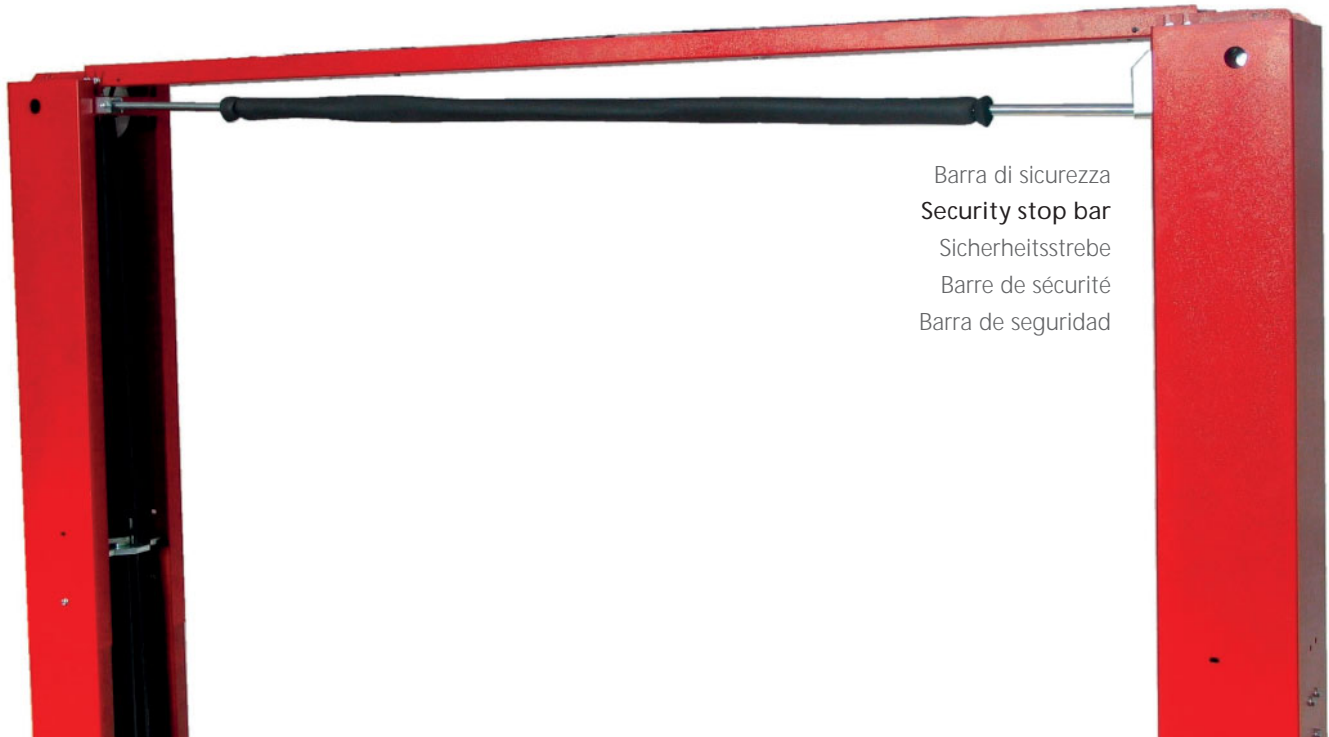 Barra di sicurezza
Security stop bar
Sicherheitsstrebe
Barre de sécurité
Barra de seguridad